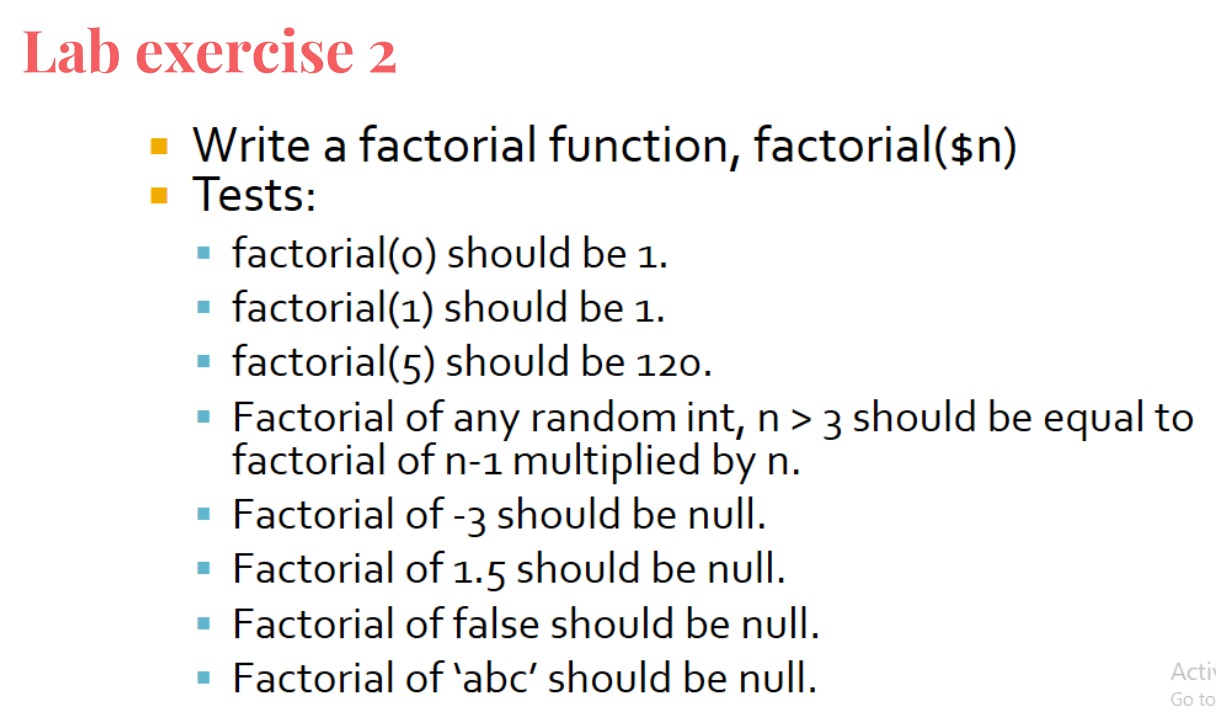 Lab exercise 2
Write a factorial function, factorial($n)
Tests:
factorial(0) should be 1.
factorial(1) should be 1.
factorial(5) should be 120.
Factorial of any random int, n > 3 should be equal to
factorial of n-1 multiplied by n.
Factorial of -3 should be null.
Factorial of 1.5 should be null.
Factorial of false should be null.
Factorial of ‘abc’ should be null.
Activ
Go to